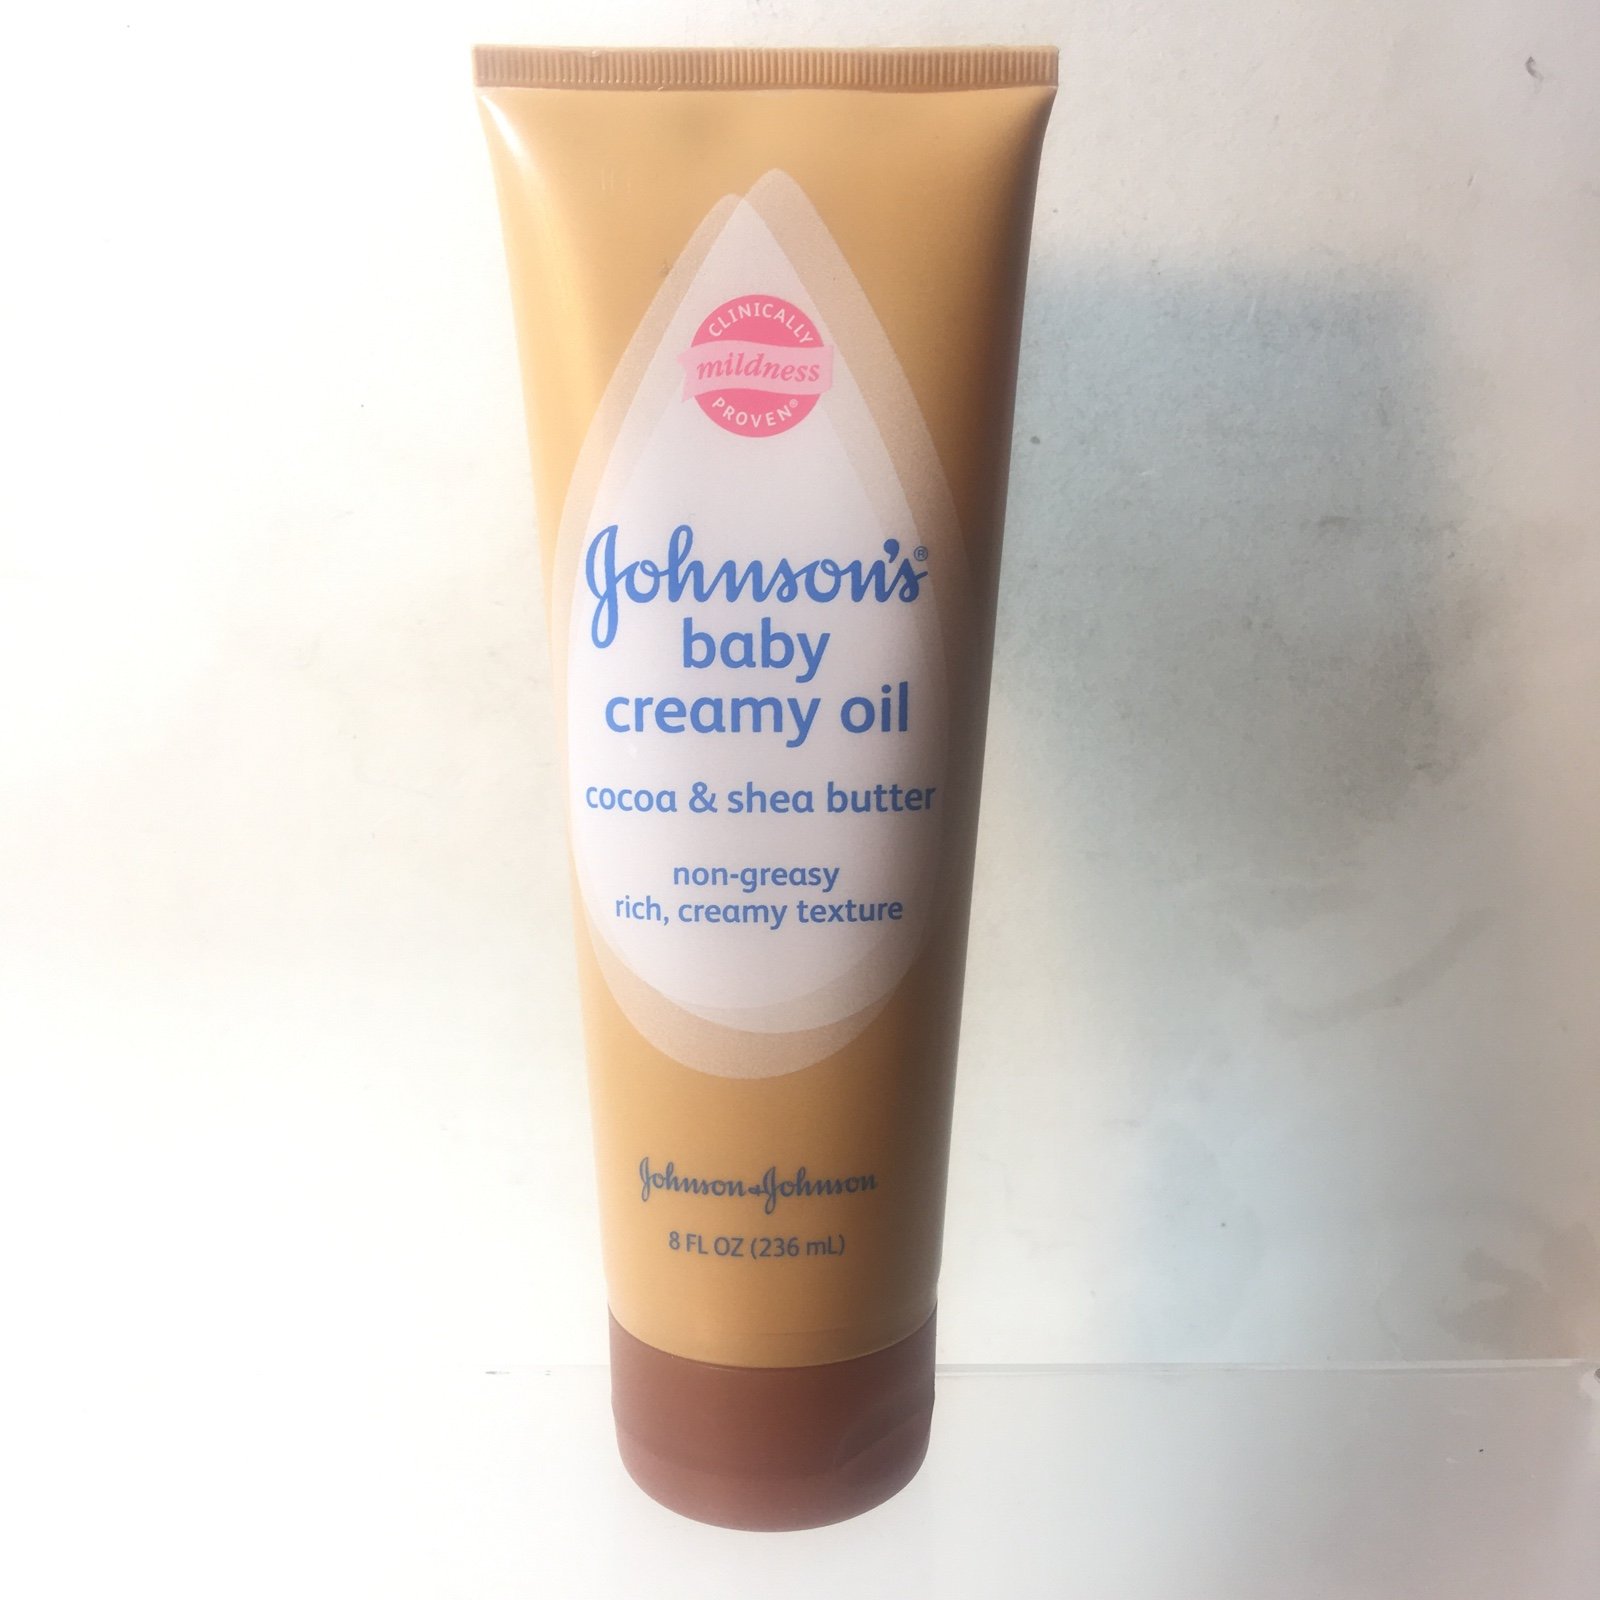 CLINICALLY
mildness
PROVEN®
Johnson's®
baby
creamy oil
cocoa & shea butter
non-greasy
rich, creamy texture
Johnson & Johnson
8 FL OZ (236 mL)